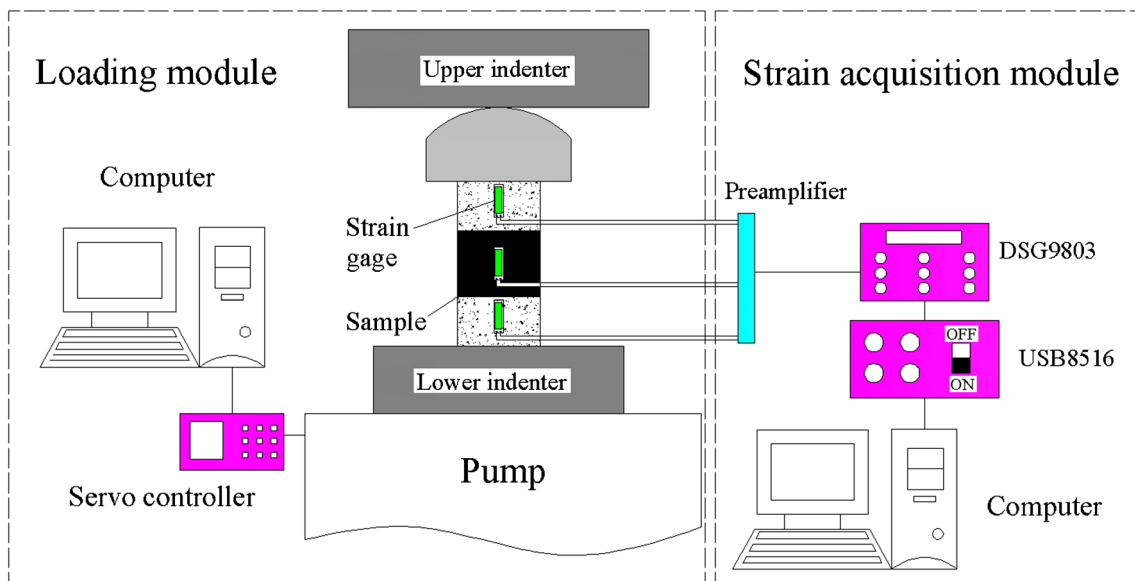 Loading module
Upper indenter
Computer
Strain
gage
Sample
Lower indenter
Servo controller
Pump
Strain acquisition module
Preamplifier
DSG9803
OFF
USB8516
ON
Computer